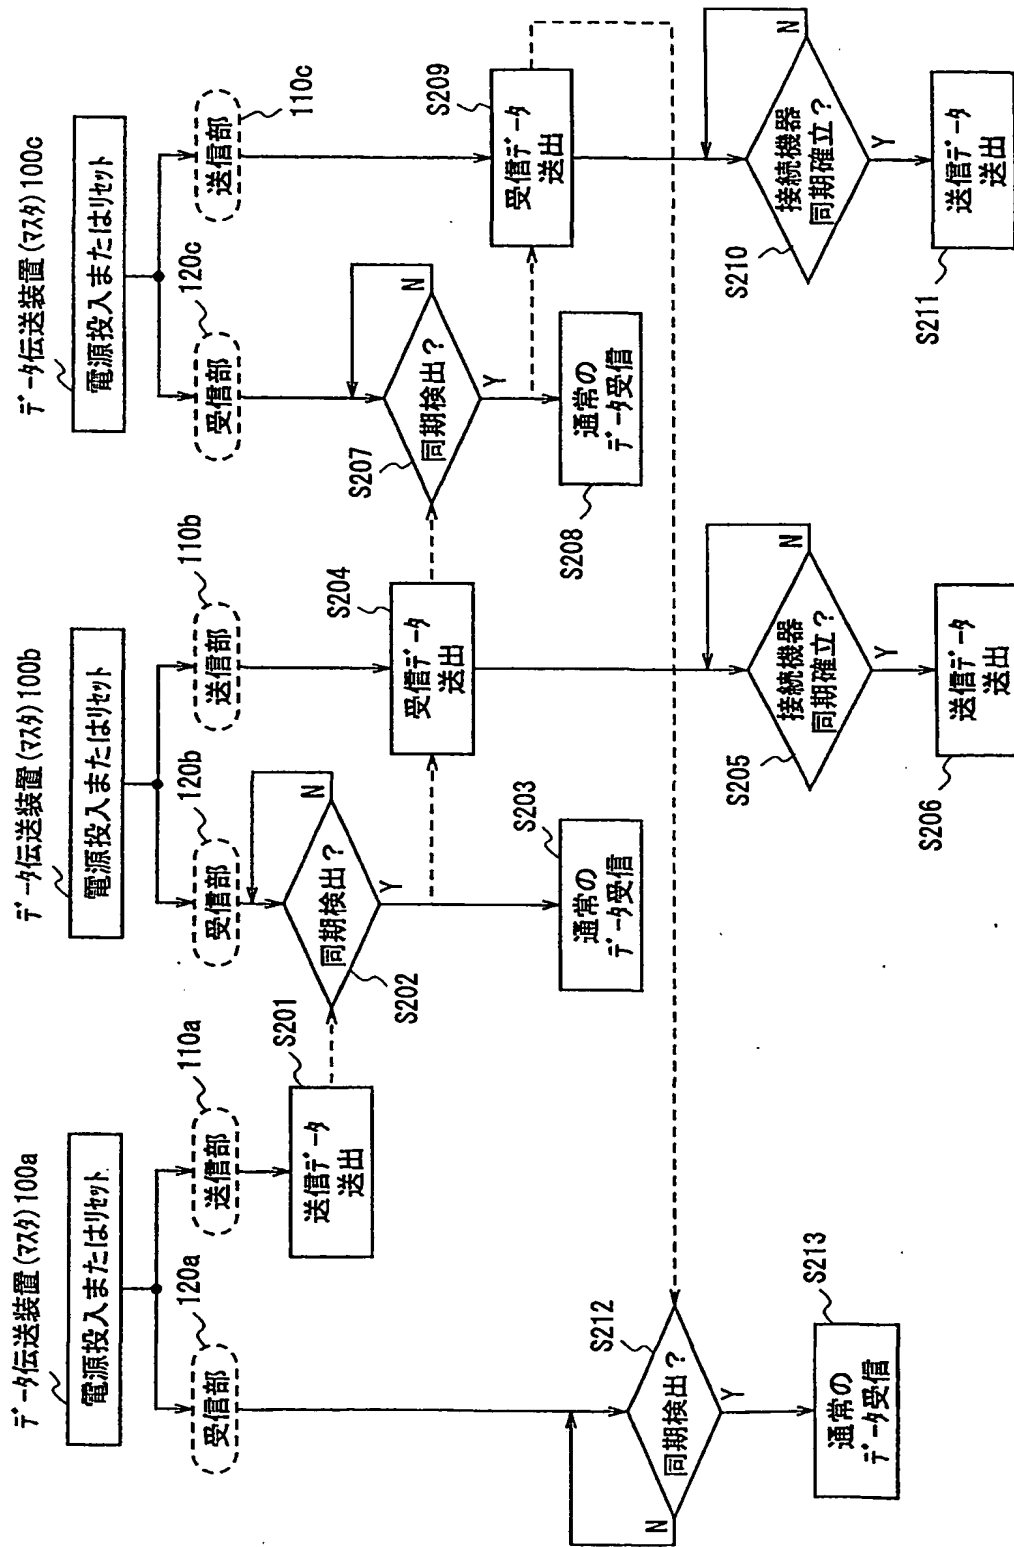 データ伝送装置(マスタ)100a
電源投入またはリセット
120a
110a
受信部
送信部
S201
送信データ
送出
S212
同期検出?
N
Y
S213
通常の
データ受信
データ伝送装置(マスタ)100b
電源投入またはリセット
120b
110b
受信部
送信部
S202
同期検出?
N
Y
S203
通常の
データ受信
S204
受信データ
送出
S205
接続機器
同期確立?
N
Y
S206
送信データ
送出
データ伝送装置(マスタ)100c
電源投入またはリセット
120c
110c
受信部
送信部
S207
同期検出?
N
Y
S208
通常の
データ受信
S209
受信データ
送出
S210
接続機器
同期確立?
N
Y
S211
送信データ
送出